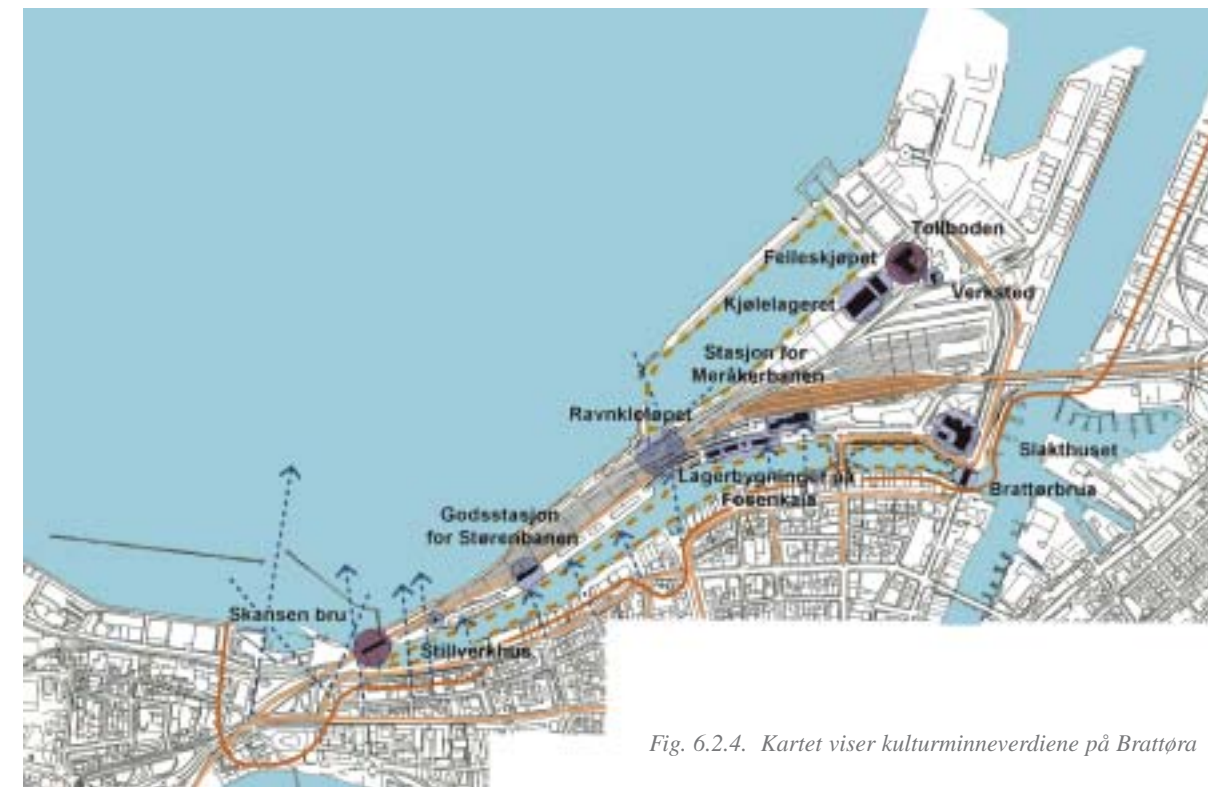 Tollboden
Felleskjøpet
Verksted
Kjølelageret
Stasjon for
Meråkerbanen
Ravnkloløpet
Slakthuset
Lagerbygninger på
Fosenkaia
Brattørbrua
Godsstasjon
for Størenbanen
Skansen bru
Stillverkhus
Fig. 6.2.4. Kartet viser kulturminneverdiene på Brattøra